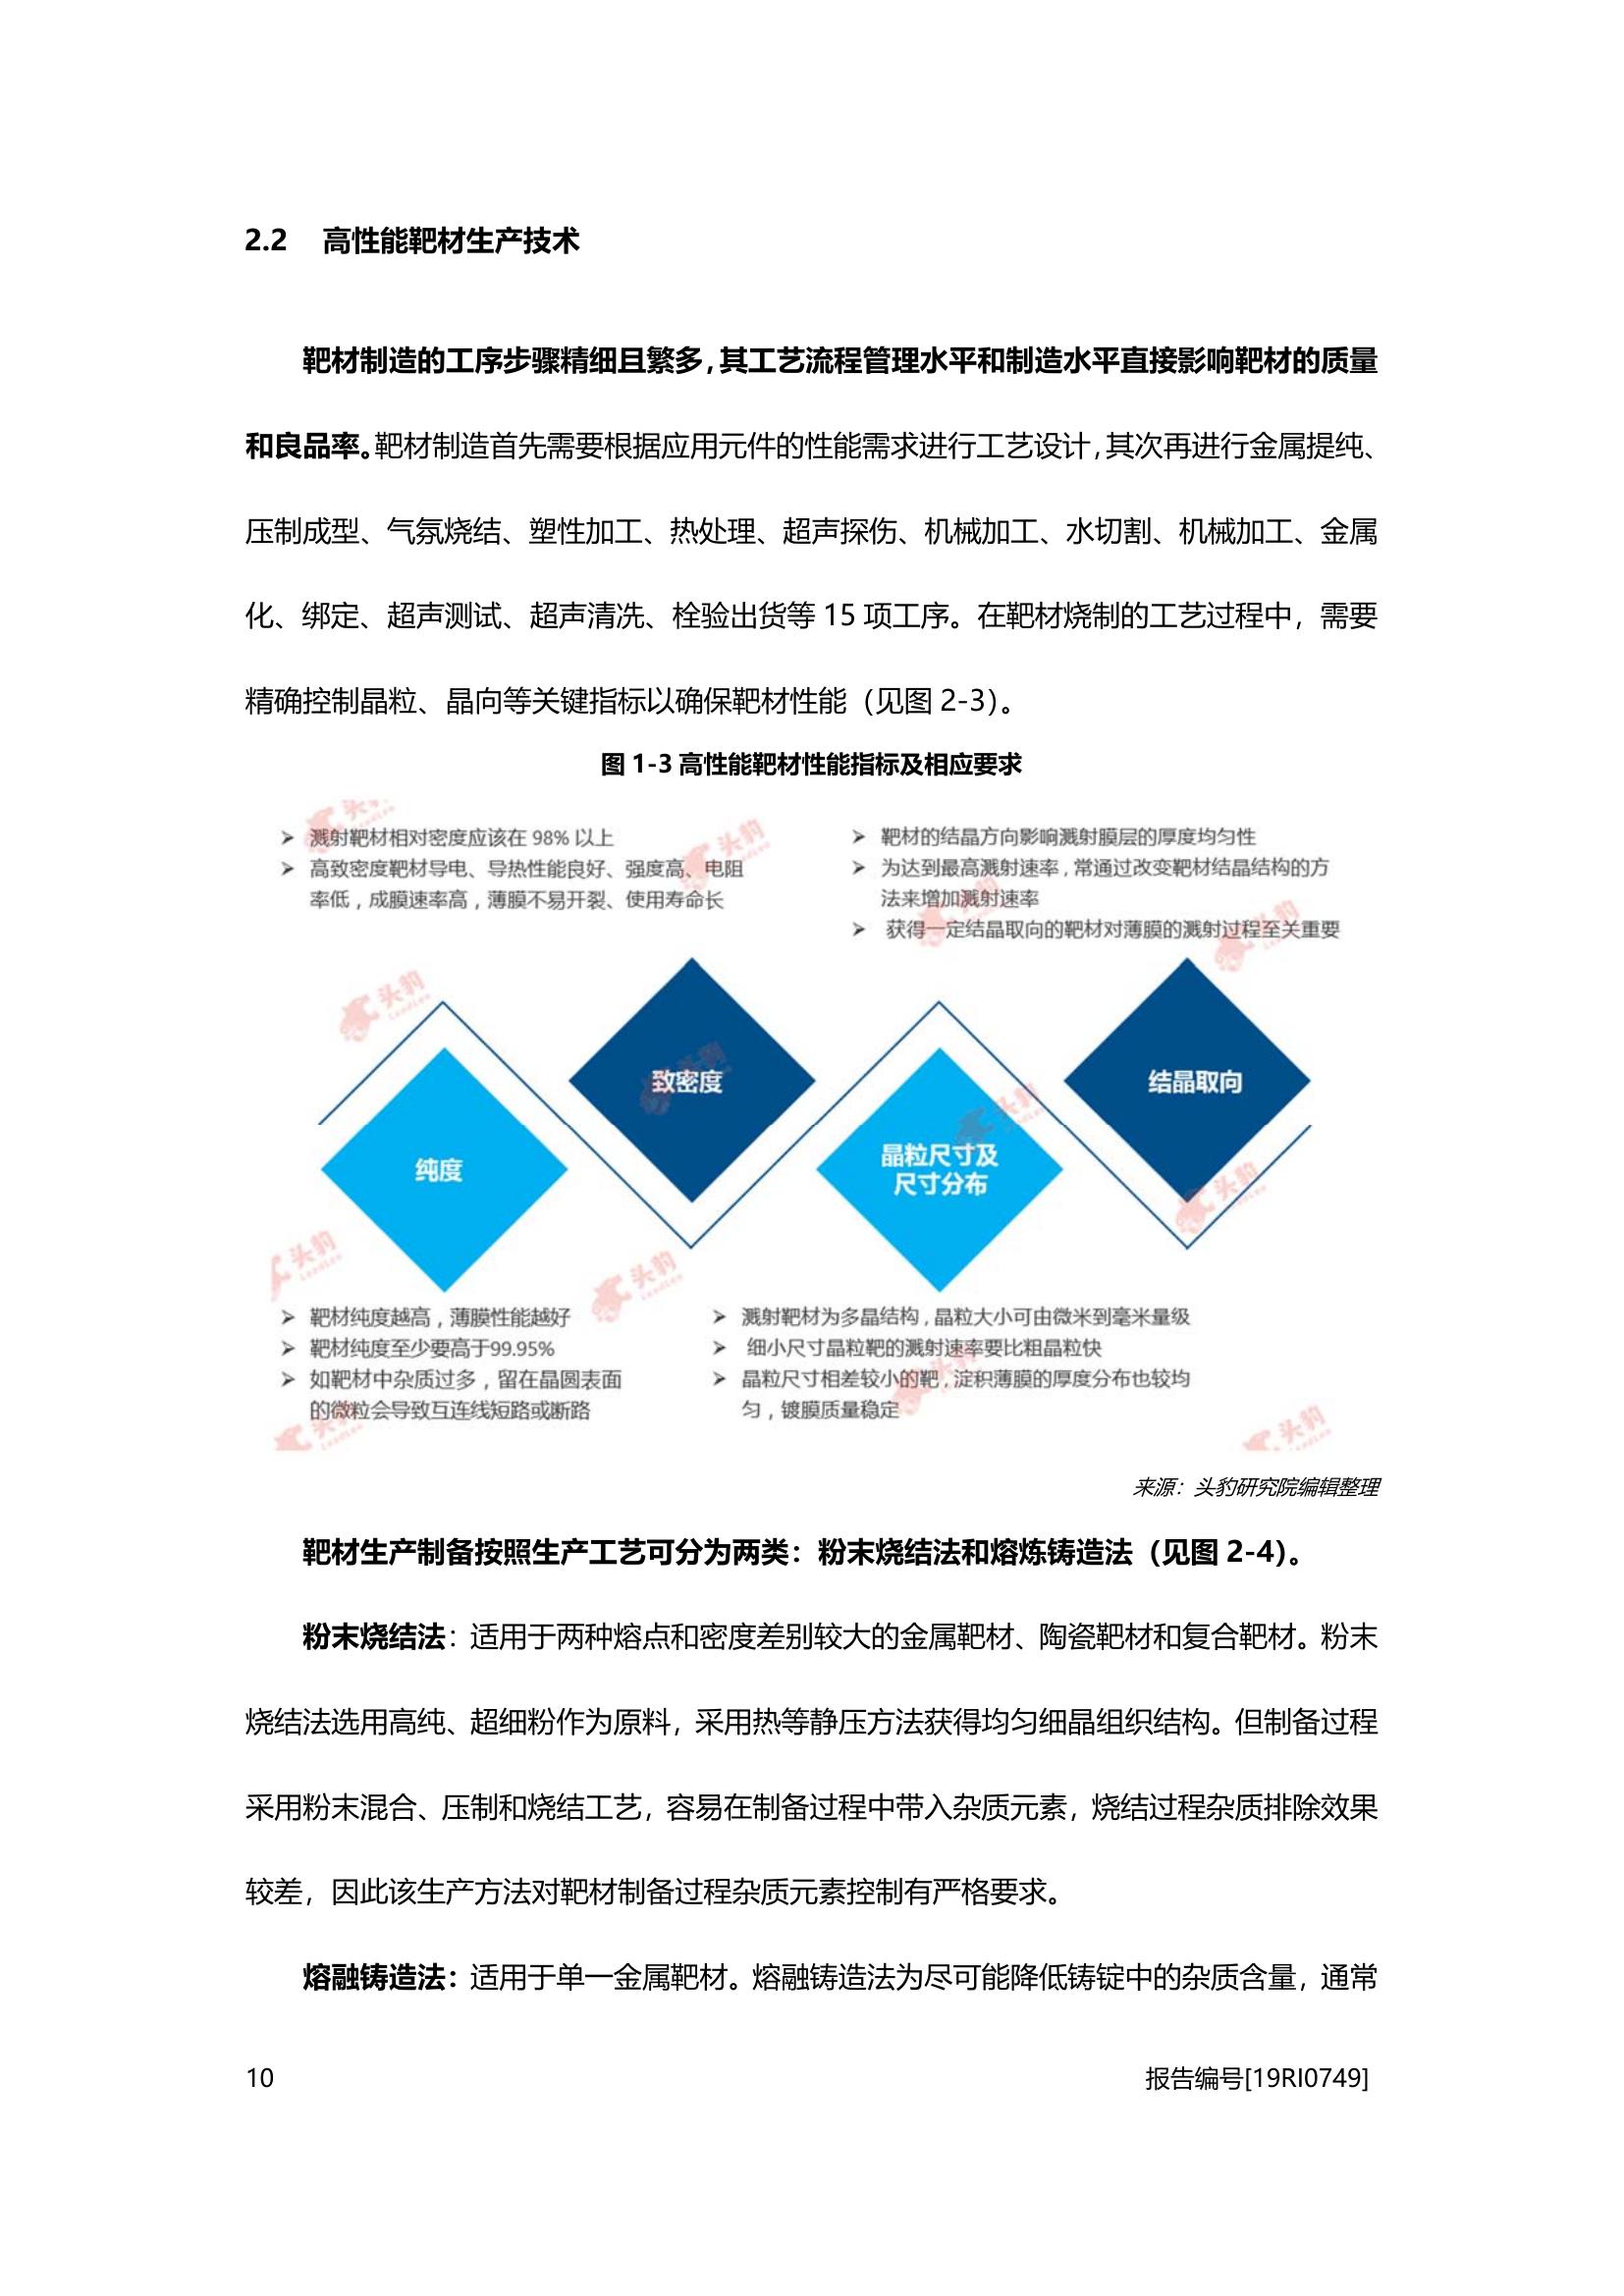 2.2 高性能靶材生产技术
靶材制造的工序步骤精细且繁多，其工艺流程管理水平和制造水平直接影响靶材的质量
和良品率。靶材制造首先需要根据应用元件的性能需求进行工艺设计，其次再进行金属提纯、
压制成型、气氛烧结、塑性加工、热处理、超声探伤、机械加工、水切割、机械加工、金属
化、绑定、超声测试、超声清冼、栓验出货等 15 项工序。在靶材烧制的工艺过程中，需要
精确控制晶粒、晶向等关键指标以确保靶材性能（见图 2-3）。
图 1-3 高性能靶材性能指标及相应要求
➢ 溅射靶材相对密度应该在 98% 以上
➢ 高致密度靶材导电、导热性能良好、强度高、电阻
率低，成膜速率高，薄膜不易开裂、使用寿命长
➢ 靶材的结晶方向影响溅射膜层的厚度均匀性
➢ 为达到最高溅射速率，常通过改变靶材结晶结构的方
法来增加溅射速率
➢ 获得一定结晶取向的靶材对薄膜的溅射过程至关重要
致密度
结晶取向
纯度
晶粒尺寸及
尺寸分布
➢ 靶材纯度越高，薄膜性能越好
➢ 靶材纯度至少要高于99.95%
➢ 如靶材中杂质过多，留在晶圆表面
的微粒会导致互连线短路或断路
➢ 溅射靶材为多晶结构，晶粒大小可由微米到毫米量级
➢ 细小尺寸晶粒靶的溅射速率要比粗晶粒快
➢ 晶粒尺寸相差较小的靶，淀积薄膜的厚度分布也较均
匀，镀膜质量稳定
头豹
LeadLeo
来源：头豹研究院编辑整理
靶材生产制备按照生产工艺可分为两类：粉末烧结法和熔炼铸造法（见图 2-4）。
粉末烧结法：适用于两种熔点和密度差别较大的金属靶材、陶瓷靶材和复合靶材。粉末
烧结法选用高纯、超细粉作为原料，采用热等静压方法获得均匀细晶组织结构。但制备过程
采用粉末混合、压制和烧结工艺，容易在制备过程中带入杂质元素，烧结过程杂质排除效果
较差，因此该生产方法对靶材制备过程杂质元素控制有严格要求。
熔融铸造法：适用于单一金属靶材。熔融铸造法为尽可能降低铸锭中的杂质含量，通常
10 报告编号[19RI0749]